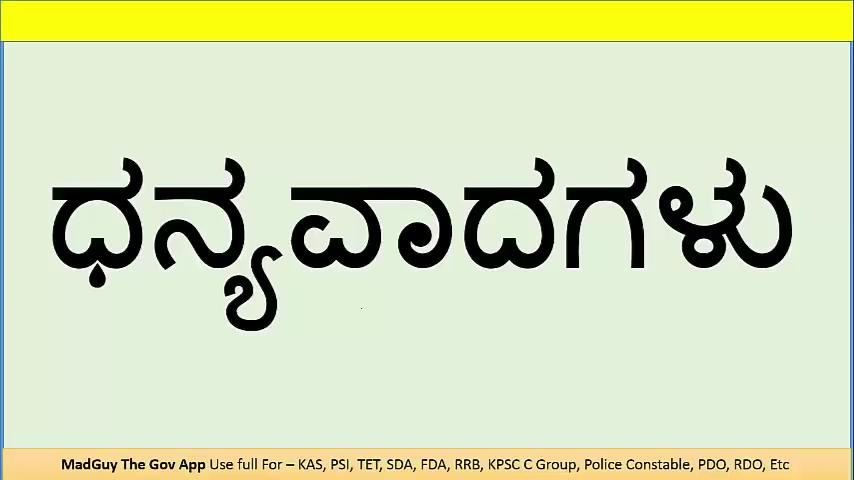 ಧನ್ಯವಾದಗಳು
MadGuy The Gov App Use full For – KAS, PSI, TET, SDA, FDA, RRB, KPSC C Group, Police Constable, PDO, RDO, Etc